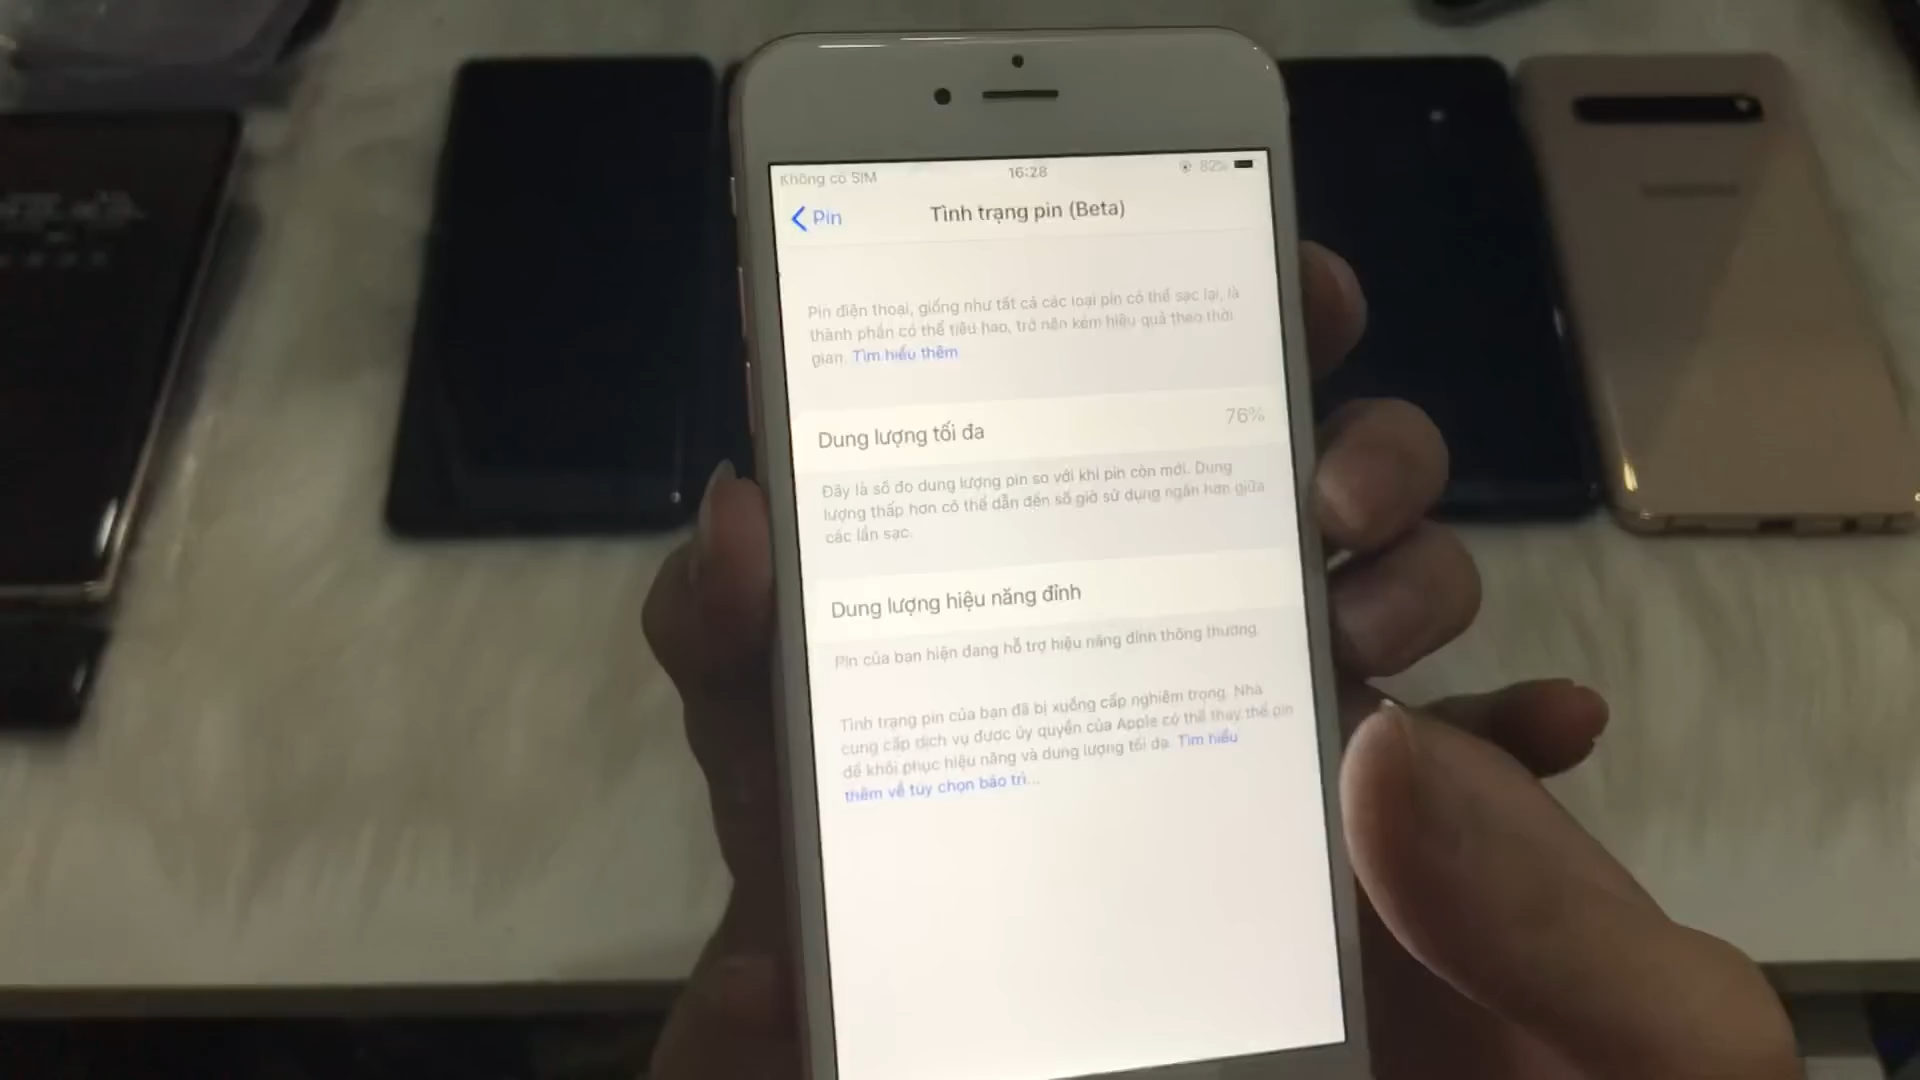 Không có SIM
16:28
82%
Pin
Tình trạng pin (Beta)
Pin điện thoại, giống như tất cả các loại pin có thể sạc lại, là
thành phần có thể tiêu hao, trở nên kém hiệu quả theo thời
gian. Tìm hiểu thêm
Dung lượng tối đa
76%
Đây là số đo dung lượng pin so với khi pin còn mới. Dung
lượng thấp hơn có thể dẫn đến số giờ sử dụng ngắn hơn giữa
các lần sạc.
Dung lượng hiệu năng đỉnh
Pin của bạn hiện đang hỗ trợ hiệu năng đỉnh thông thường.
Tình trạng pin của bạn đã bị xuống cấp nghiêm trọng. Nhà
cung cấp dịch vụ được ủy quyền của Apple có thể thay thế pin
để khôi phục hiệu năng và dung lượng tối đa. Tìm hiểu
thêm về tùy chọn bảo trì...